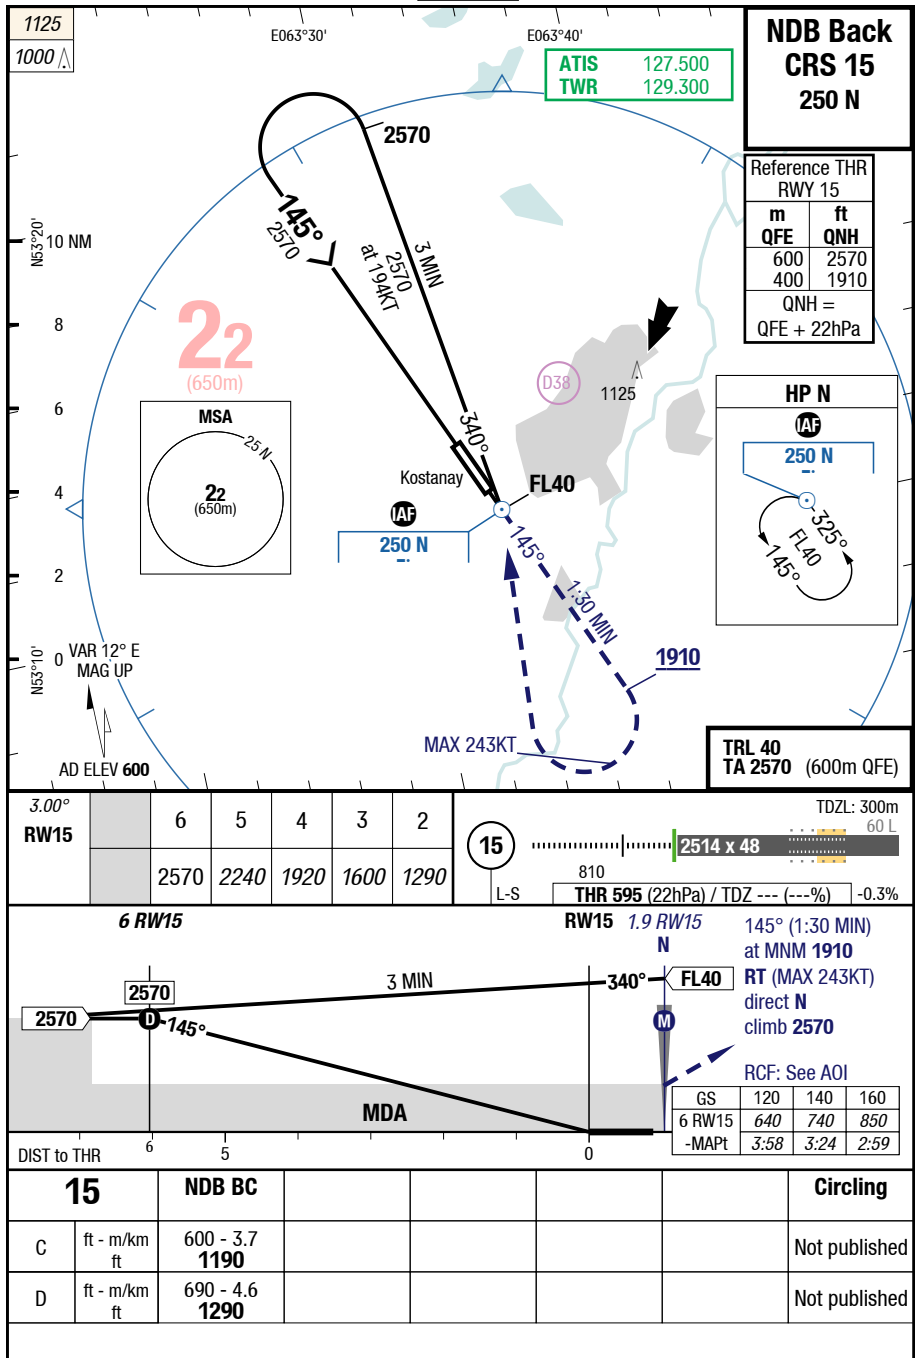 1125
1000
E063°30'
E063°40'
ATIS 127.500
TWR 129.300
NDB Back
CRS 15
250 N
Reference THR
RWY 15
m ft
QFE QNH
600 2570
400 1910
QNH =
QFE + 22hPa
2570
145°
2570
3 MIN
2570
at 194KT
N53°20'
10 NM
8
6
4
2
0
22
(650m)
MSA
25 N
22
(650m)
D38
1125
340°
Kostanay
FL40
IAF
250 N
HP N
IAF
250 N
325°
FL40
145°
145°
1:30 MIN
1910
MAX 243KT
N53°10'
VAR 12° E
MAG UP
AD ELEV 600
TRL 40
TA 2570 (600m QFE)
3.00°
RW15
6 5 4 3 2
2570 2240 1920 1600 1290
15
L-S
810
2514 x 48
TDZL: 300m
60 L
THR 595 (22hPa) / TDZ --- (---%)
-0.3%
6 RW15
RW15
1.9 RW15
N
145° (1:30 MIN)
at MNM 1910
RT (MAX 243KT)
direct N
climb 2570
RCF: See AOI
2570
2570
D
145°
3 MIN
340°
FL40
M
MDA
GS 120 140 160
6 RW15 640 740 850
-MAPt 3:58 3:24 2:59
DIST to THR
6
5
0
15 NDB BC Circling
C ft - m/km 600 - 3.7 Not published
ft 1190
D ft - m/km 690 - 4.6 Not published
ft 1290